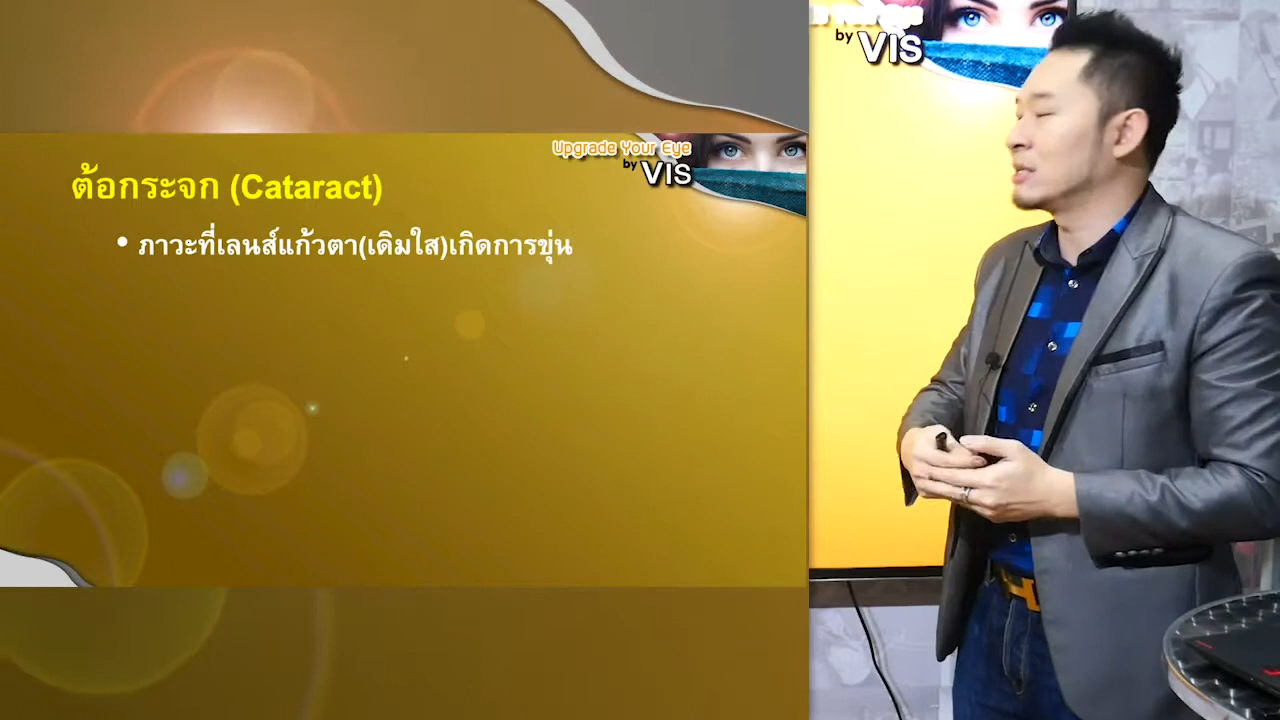 Upgrade Your Eye
by VIS
ต้อกระจก (Cataract)
• ภาวะที่เลนส์แก้วตา(เดิมใส)เกิดการขุ่น
by VIS